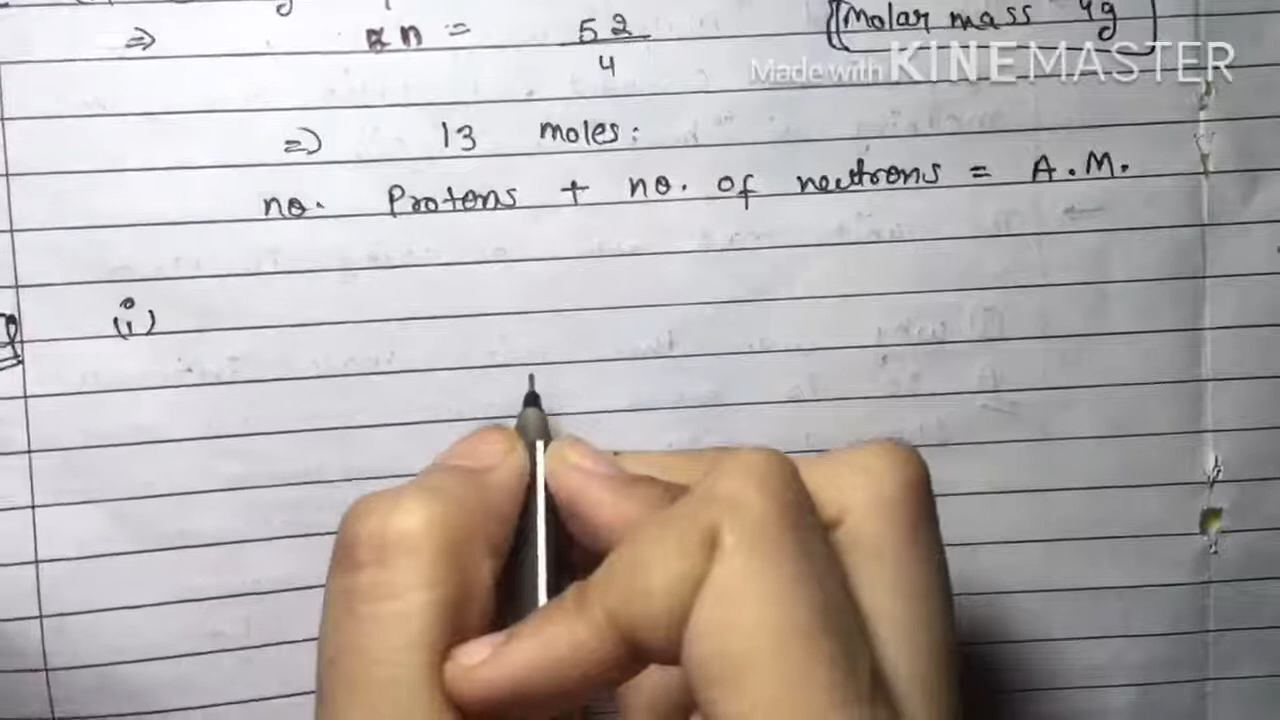 ⇒ n = 52/4 Molar mass 4g
Made with KINEMASTER
⇒ 13 moles:
no. Protons + no. of neutrons = A.M.
(i)